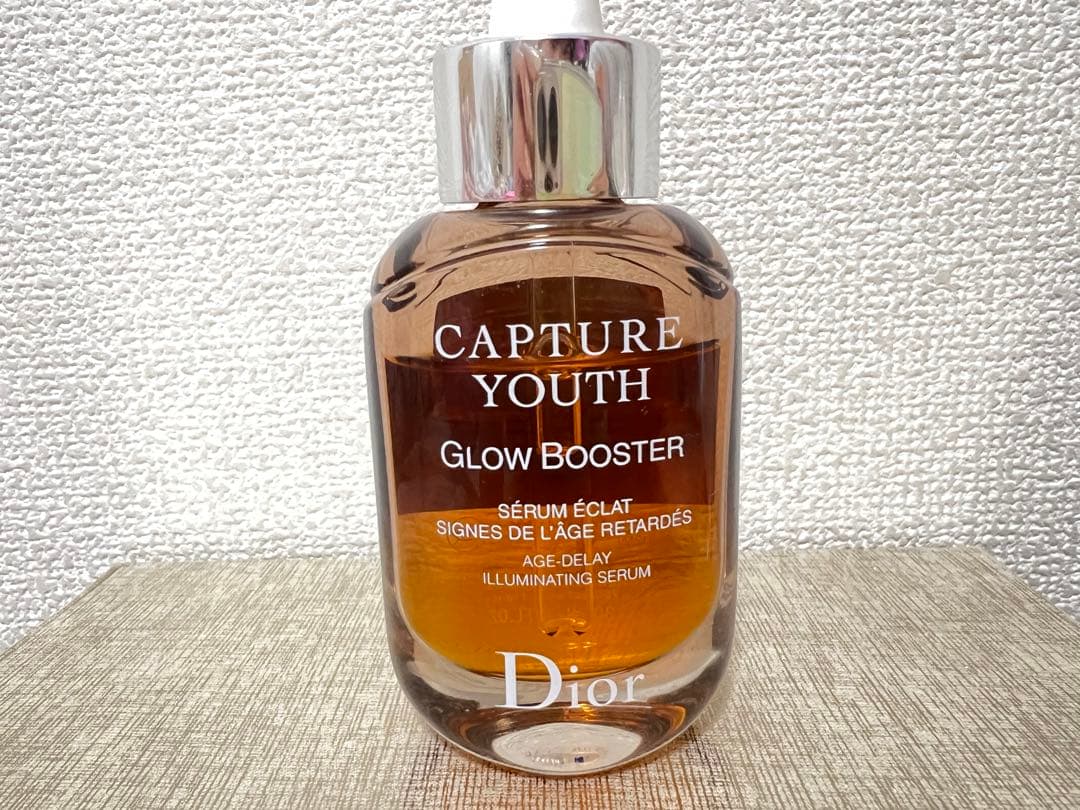 CAPTURE
YOUTH
GLOW BOOSTER
SÉRUM ÉCLAT
SIGNES DE L'ÂGE RETARDÉS
AGE-DELAY
ILLUMINATING SERUM
Dior